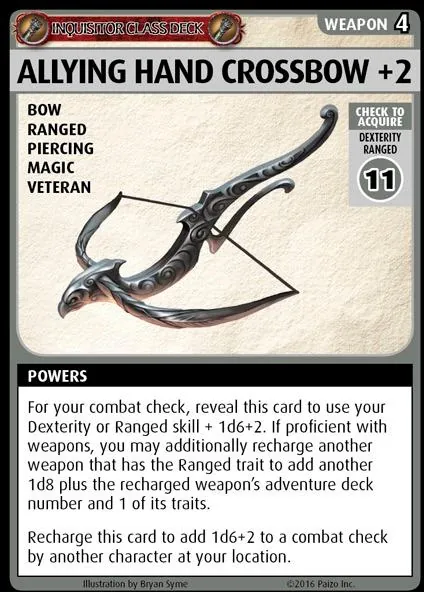 INQUISITOR CLASS DECK
WEAPON 4
ALLYING HAND CROSSBOW +2
BOW
RANGED
PIERCING
MAGIC
VETERAN
CHECK TO
ACQUIRE
DEXTERITY
RANGED
11
POWERS
For your combat check, reveal this card to use your
Dexterity or Ranged skill + 1d6+2. If proficient with
weapons, you may additionally recharge another
weapon that has the Ranged trait to add another
1d8 plus the recharged weapon's adventure deck
number and 1 of its traits.
Recharge this card to add 1d6+2 to a combat check
by another character at your location.
Illustration by Bryan Syme
©2016 Paizo Inc.